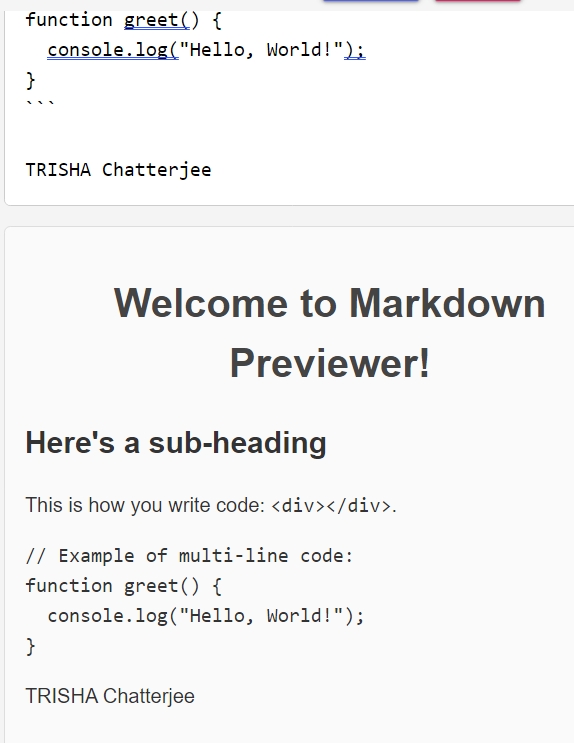 function greet() {
  console.log("Hello, World!");
}
```
TRISHA Chatterjee
Welcome to Markdown
Previewer!
Here's a sub-heading
This is how you write code: <div></div>.
// Example of multi-line code:
function greet() {
  console.log("Hello, World!");
}
TRISHA Chatterjee